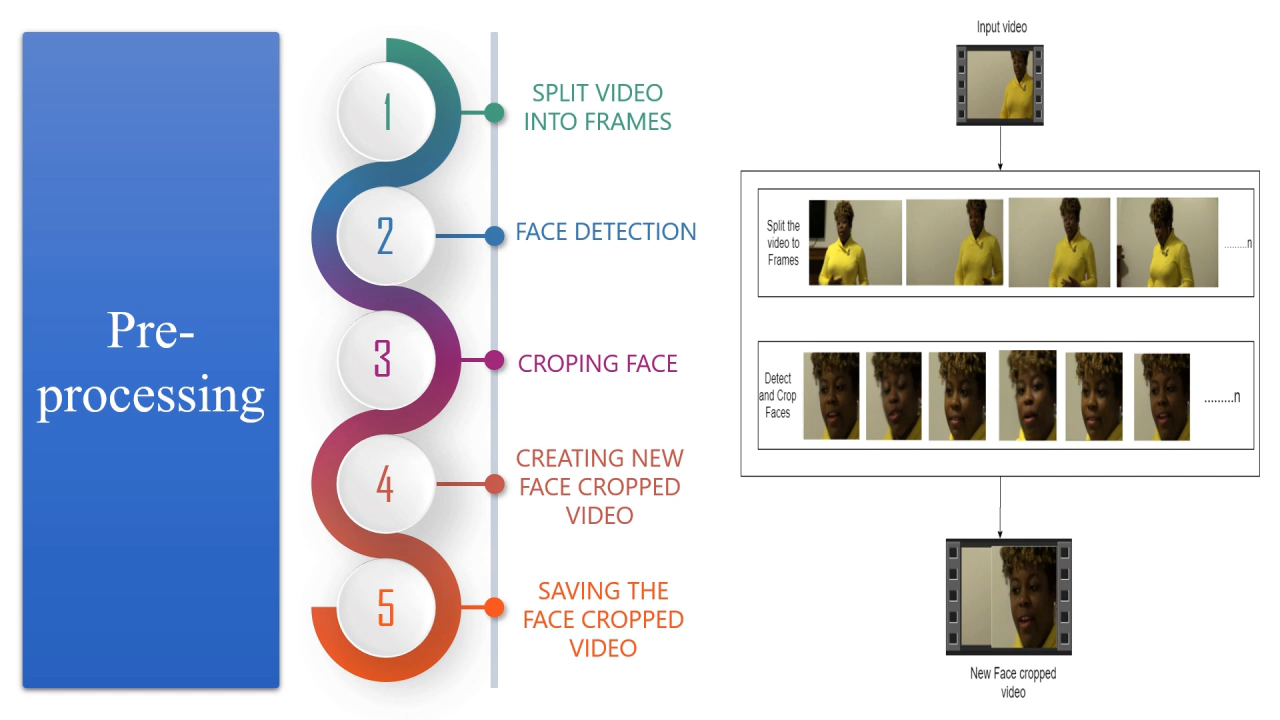 Pre-
processing
1
SPLIT VIDEO
INTO FRAMES
2
FACE DETECTION
3
CROPING FACE
4
CREATING NEW
FACE CROPPED
VIDEO
5
SAVING THE
FACE CROPPED
VIDEO
Input video
Split the
video to
Frames
.........n
Detect
and Crop
Faces
.........n
New Face cropped
video